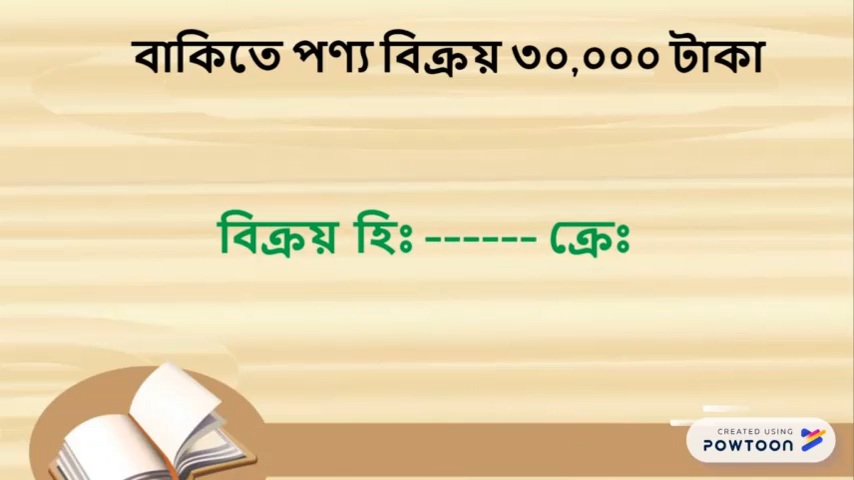 বাকিতে পণ্য বিক্রয় ৩০,০০০ টাকা
বিক্রয় হিঃ ------ ক্রেঃ
CREATED USING
POWTOON